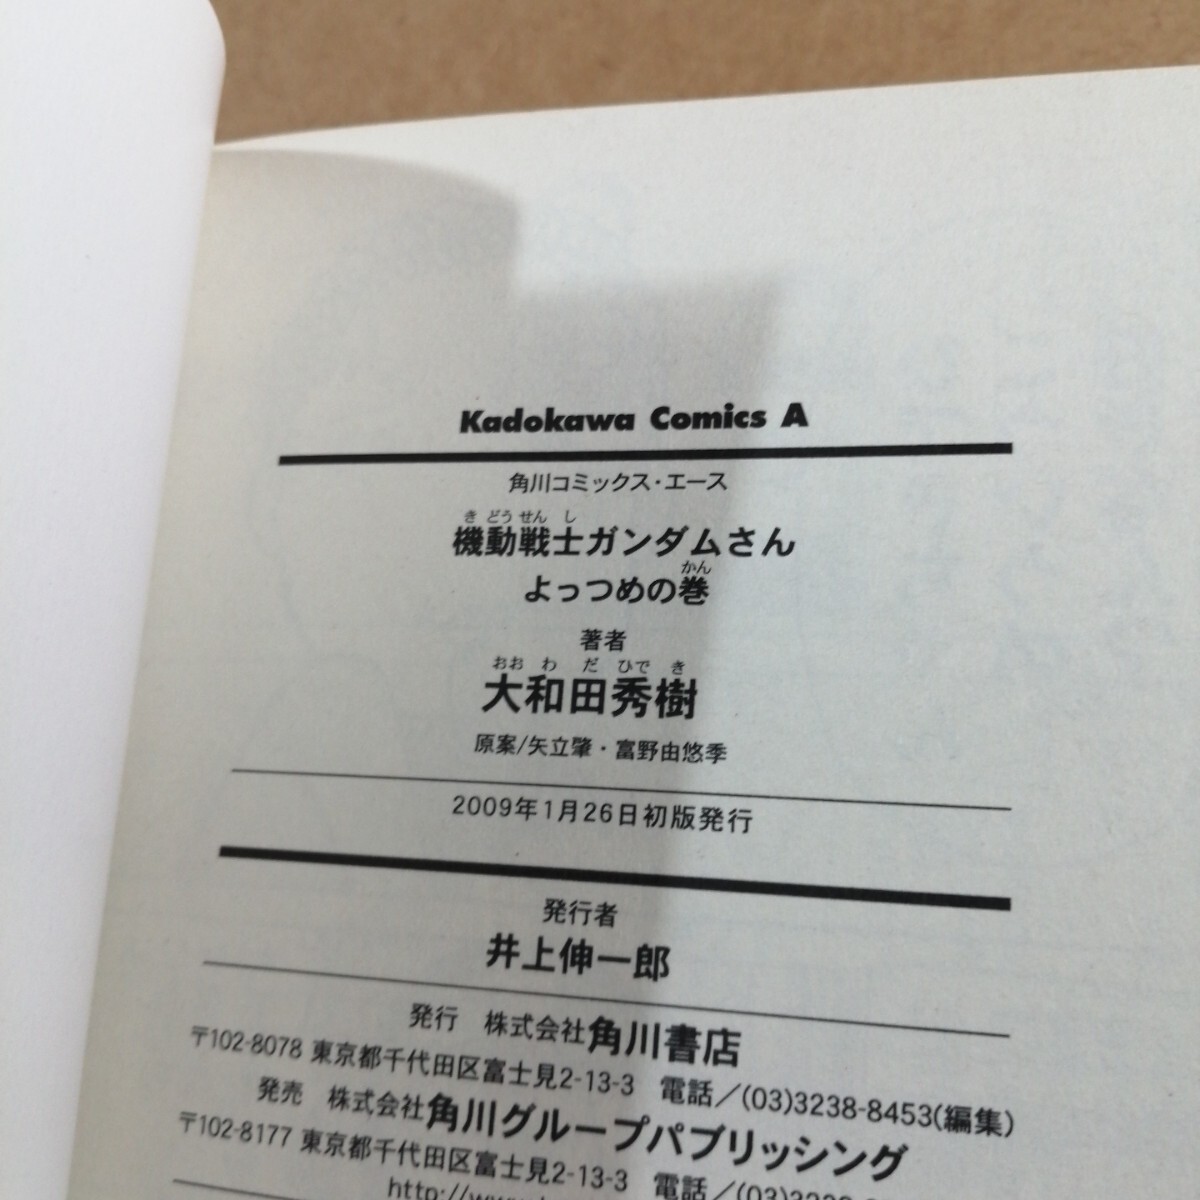 Kadokawa Comics A
角川コミックス・エース
き どう せん し
機動戦士ガンダムさん
かん
よっつめの巻
著者
おお わ だ ひで き
大和田秀樹
原案/矢立肇・富野由悠季
2009年1月26日初版発行
発行者
井上伸一郎
発行 株式会社角川書店
〒102-8078 東京都千代田区富士見2-13-3 電話/(03)3238-8453(編集)
発売 株式会社角川グループパブリッシング
〒102-8177 東京都千代田区富士見2-13-3 電話/(03)3238-
http://www.